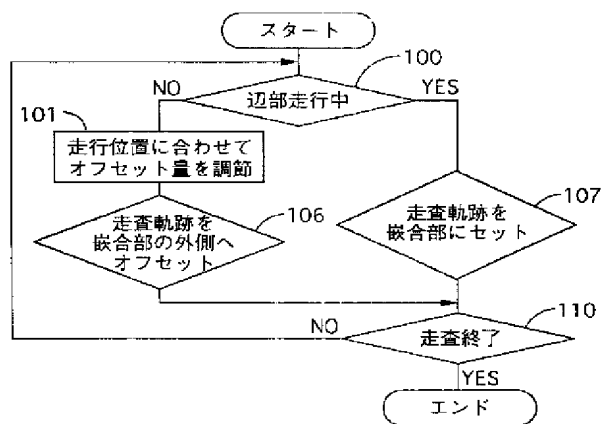 スタート
100
NO
YES
辺部走行中
101
走行位置に合わせて
オフセット量を調節
走査軌跡を
嵌合部の外側へ
オフセット
106
107
走査軌跡を
嵌合部にセット
110
NO
走査終了
YES
エンド